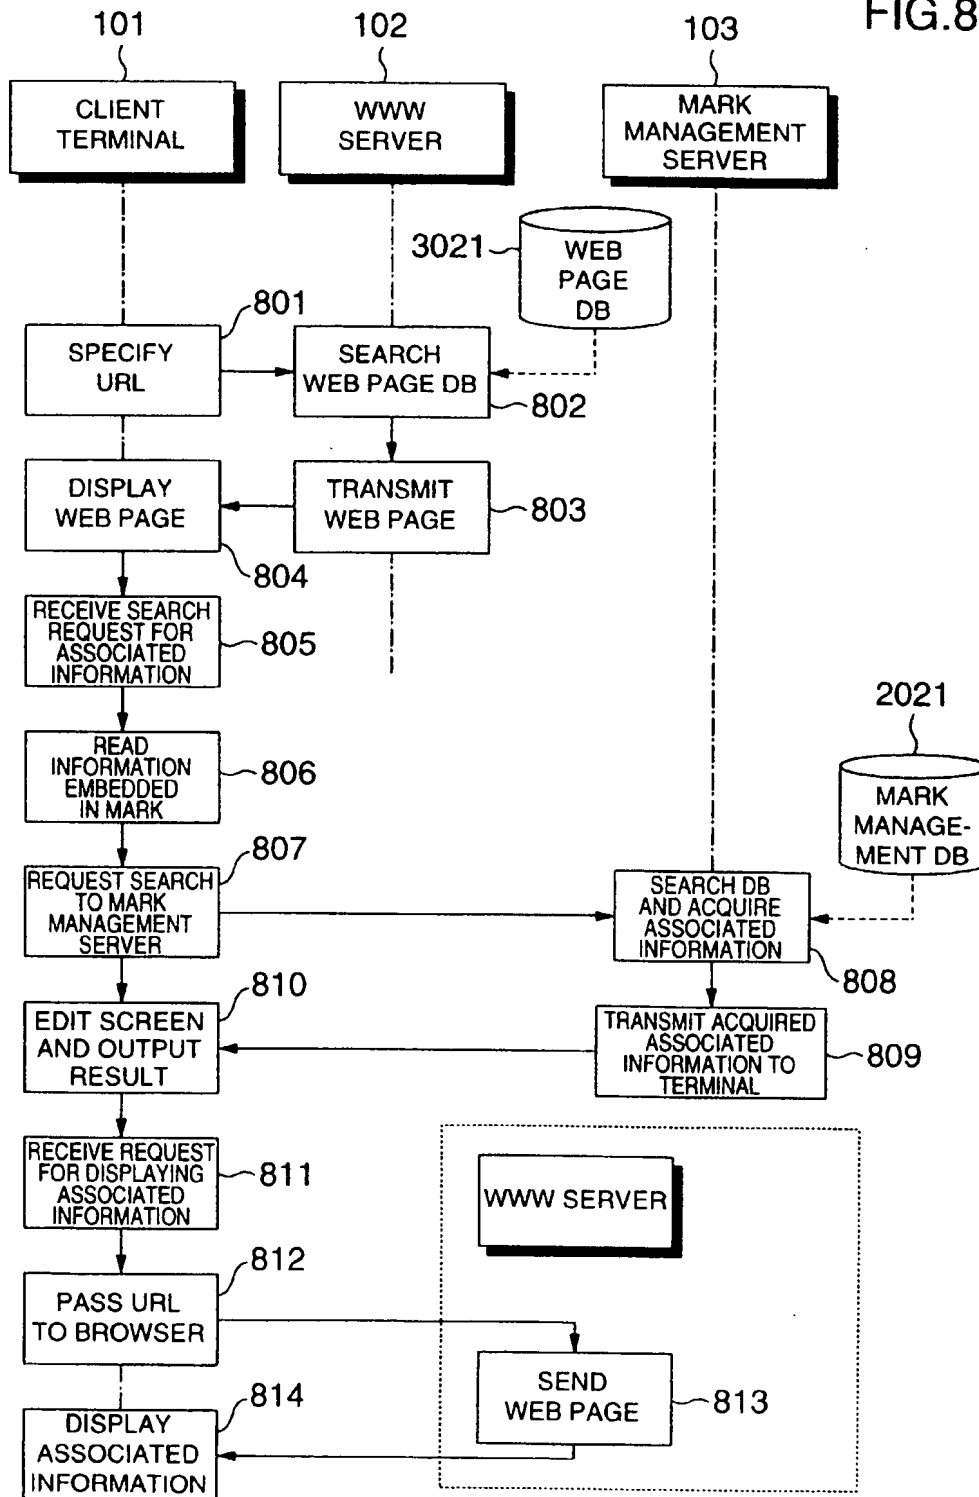 FIG.8
101
102
103
CLIENT
TERMINAL
WWW
SERVER
MARK
MANAGEMENT
SERVER
3021
WEB
PAGE
DB
801
SPECIFY
URL
SEARCH
WEB PAGE DB
802
DISPLAY
WEB PAGE
TRANSMIT
WEB PAGE
803
804
RECEIVE SEARCH
REQUEST FOR
ASSOCIATED
INFORMATION
805
2021
READ
INFORMATION
EMBEDDED
IN MARK
806
MARK
MANAGE-
MENT DB
807
REQUEST SEARCH
TO MARK
MANAGEMENT
SERVER
SEARCH DB
AND ACQUIRE
ASSOCIATED
INFORMATION
808
810
EDIT SCREEN
AND OUTPUT
RESULT
TRANSMIT ACQUIRED
ASSOCIATED
INFORMATION TO
TERMINAL
809
RECEIVE REQUEST
FOR DISPLAYING
ASSOCIATED
INFORMATION
811
WWW SERVER
812
PASS URL
TO BROWSER
SEND
WEB PAGE
813
814
DISPLAY
ASSOCIATED
INFORMATION